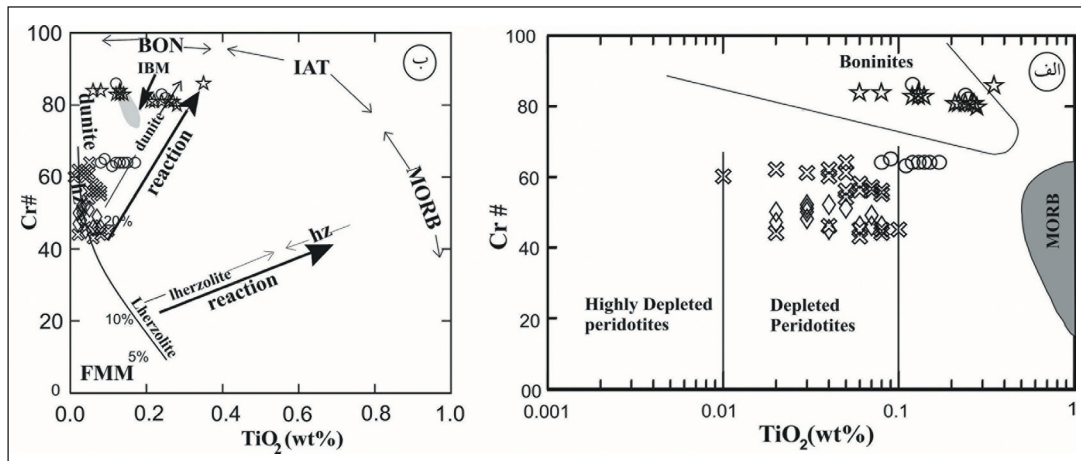 ب
BON
IBM
IAT
dunite
dunite
hz
reaction
MORB
20%
hz
lherzolite
reaction
Lherzolite
10%
5%
FMM
Cr#
100
80
60
40
20
0
0.0
0.2
0.4
0.6
0.8
1.0
TiO₂(wt%)
الف
Boninites
MORB
Highly Depleted
peridotites
Depleted
Peridotites
Cr #
100
80
60
40
20
00
0.001
0.01
0.1
1
TiO₂(wt%)